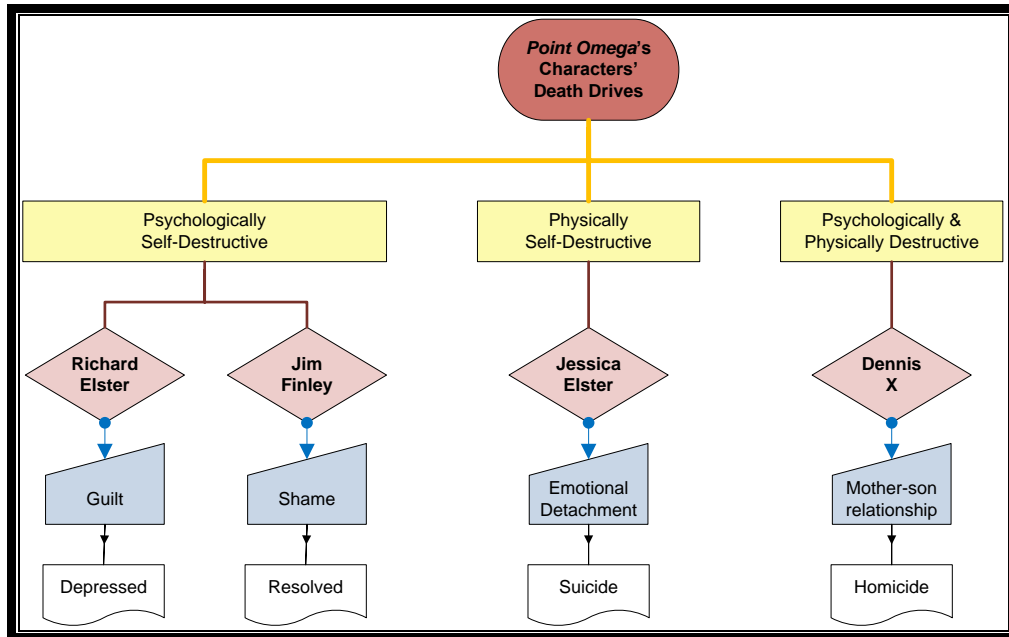 Point Omega's
Characters'
Death Drives
Psychologically
Self-Destructive
Physically
Self-Destructive
Psychologically &
Physically Destructive
Richard
Elster
Jim
Finley
Jessica
Elster
Dennis
X
Guilt
Shame
Emotional
Detachment
Mother-son
relationship
Depressed
Resolved
Suicide
Homicide